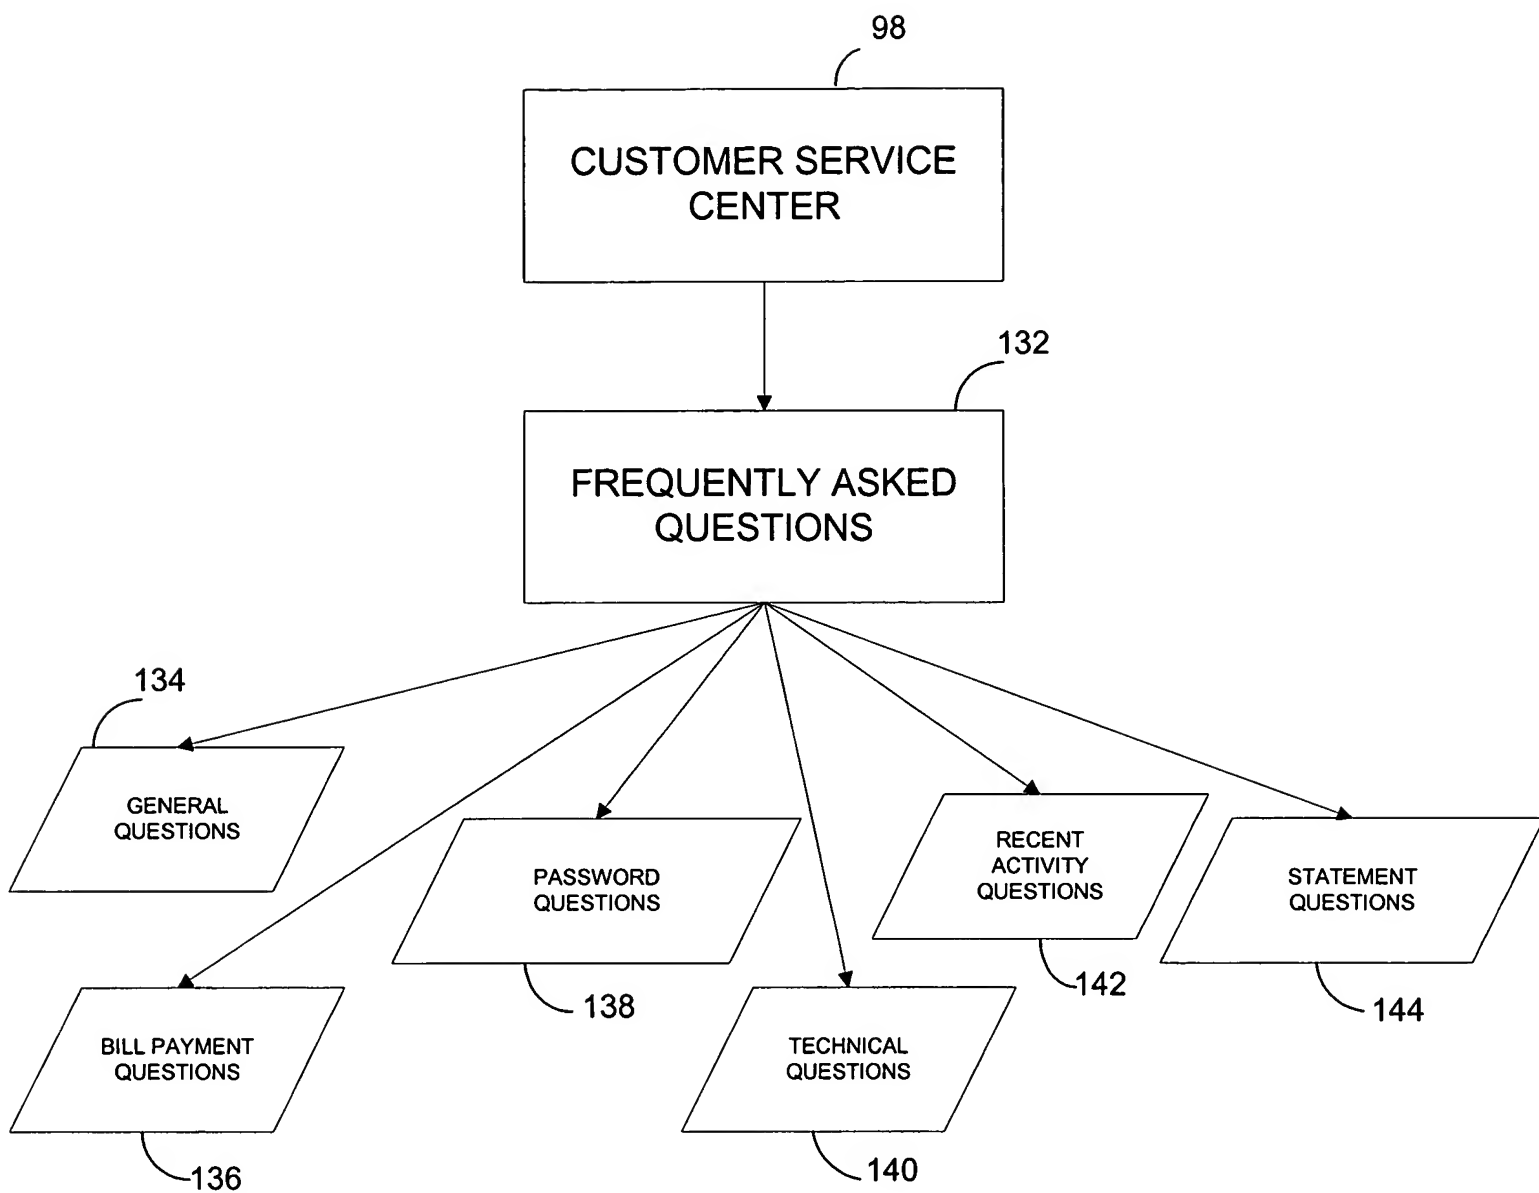 98
CUSTOMER SERVICE
CENTER
132
FREQUENTLY ASKED
QUESTIONS
134
GENERAL
QUESTIONS
PASSWORD
QUESTIONS
138
RECENT
ACTIVITY
QUESTIONS
142
STATEMENT
QUESTIONS
144
BILL PAYMENT
QUESTIONS
136
TECHNICAL
QUESTIONS
140